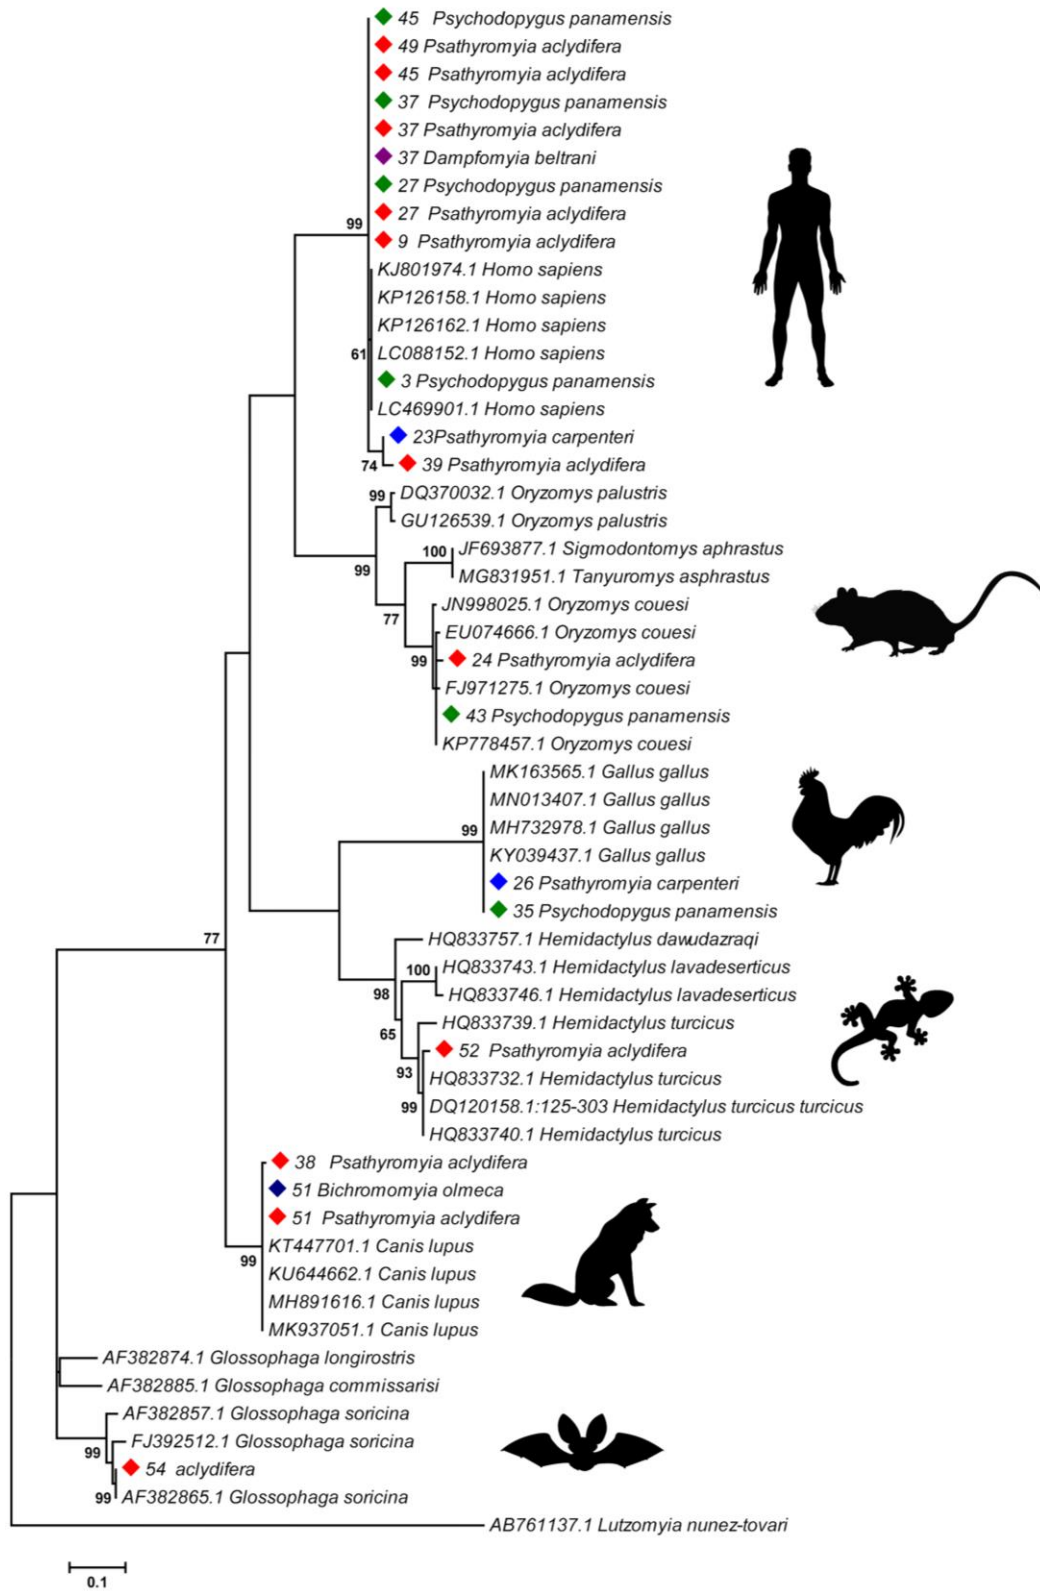 45 Psychodopygus panamensis
49 Psathyromyia aclydifera
45 Psathyromyia aclydifera
37 Psychodopygus panamensis
37 Psathyromyia aclydifera
37 Dampfomyia beltrani
27 Psychodopygus panamensis
27 Psathyromyia aclydifera
99
9 Psathyromyia aclydifera
KJ801974.1 Homo sapiens
KP126158.1 Homo sapiens
KP126162.1 Homo sapiens
61
LC088152.1 Homo sapiens
3 Psychodopygus panamensis
LC469901.1 Homo sapiens
23Psathyromyia carpenteri
74
39 Psathyromyia aclydifera
99
DQ370032.1 Oryzomys palustris
GU126539.1 Oryzomys palustris
100
JF693877.1 Sigmodontomys aphrastus
99
MG831951.1 Tanyuromys asphrastus
JN998025.1 Oryzomys couesi
77
EU074666.1 Oryzomys couesi
99
24 Psathyromyia aclydifera
FJ971275.1 Oryzomys couesi
43 Psychodopygus panamensis
KP778457.1 Oryzomys couesi
MK163565.1 Gallus gallus
MN013407.1 Gallus gallus
99
MH732978.1 Gallus gallus
KY039437.1 Gallus gallus
26 Psathyromyia carpenteri
35 Psychodopygus panamensis
77
HQ833757.1 Hemidactylus dawudazraqi
100
HQ833743.1 Hemidactylus lavadeserticus
98
HQ833746.1 Hemidactylus lavadeserticus
65
HQ833739.1 Hemidactylus turcicus
52 Psathyromyia aclydifera
93
HQ833732.1 Hemidactylus turcicus
99
DQ120158.1:125-303 Hemidactylus turcicus turcicus
HQ833740.1 Hemidactylus turcicus
38 Psathyromyia aclydifera
51 Bichromomyia olmeca
51 Psathyromyia aclydifera
99
KT447701.1 Canis lupus
KU644662.1 Canis lupus
MH891616.1 Canis lupus
MK937051.1 Canis lupus
AF382874.1 Glossophaga longirostris
AF382885.1 Glossophaga commissarisi
AF382857.1 Glossophaga soricina
99
FJ392512.1 Glossophaga soricina
54 aclydifera
99
AF382865.1 Glossophaga soricina
AB761137.1 Lutzomyia nunez-tovari
0.1